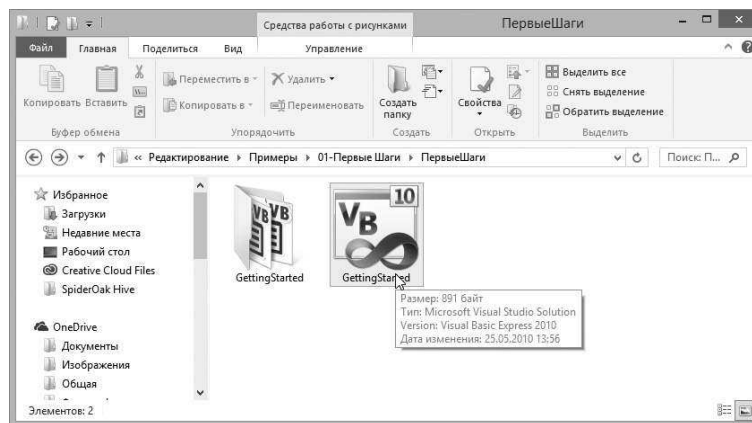 Средства работы с рисунками
ПервыеШаги
Файл Главная Поделиться Вид Управление
Копировать Вставить
Переместить в
Копировать в
Удалить
Переименовать
Создать папку
Свойства
Выделить все
Снять выделение
Обратить выделение
Буфер обмена Упорядочить Создать Открыть Выделить
« Редактирование Примеры 01-Первые Шаги ПервыеШаги
Поиск: П...
Избранное
Загрузки
Недавние места
Рабочий стол
Creative Cloud Files
SpiderOak Hive
OneDrive
Документы
Изображения
Общая
VB VB
GettingStarted
10
VB
GettingStarted
Размер: 891 байт
Тип: Microsoft Visual Studio Solution
Version: Visual Basic Express 2010
Дата изменения: 25.05.2010 13:56
Элементов: 2